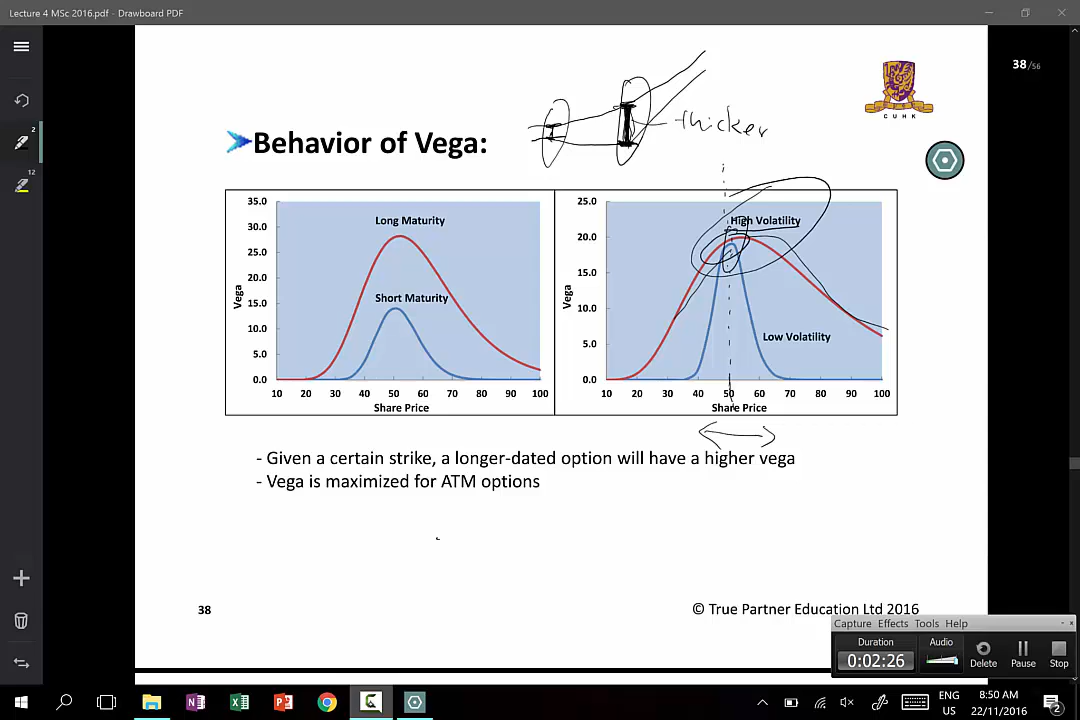 Lecture 4 MSc 2016.pdf - Drawboard PDF
38/56
CUHK
2
12
Behavior of Vega:
thicker
35.0
30.0
25.0
20.0
15.0
10.0
5.0
0.0
Vega
Long Maturity
Short Maturity
10 20 30 40 50 60 70 80 90 100
Share Price
25.0
20.0
15.0
10.0
5.0
0.0
Vega
High Volatility
Low Volatility
10 20 30 40 50 60 70 80 90 100
Share Price
- Given a certain strike, a longer-dated option will have a higher vega
- Vega is maximized for ATM options
38
© True Partner Education Ltd 2016
Capture Effects Tools Help
Duration
0:02:26
Audio
Delete Pause Stop
ENG
US
8:50 AM
22/11/2016
2